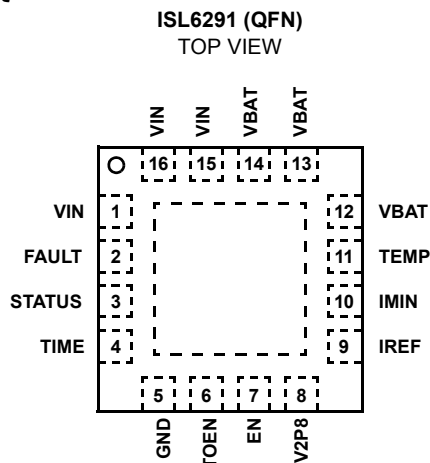 ISL6291 (QFN)
TOP VIEW
VIN VIN VBAT VBAT
16 15 14 13
VIN 1 12 VBAT
FAULT 2 11 TEMP
STATUS 3 10 IMIN
TIME 4 9 IREF
5 6 7 8
GND TOEN EN V2P8